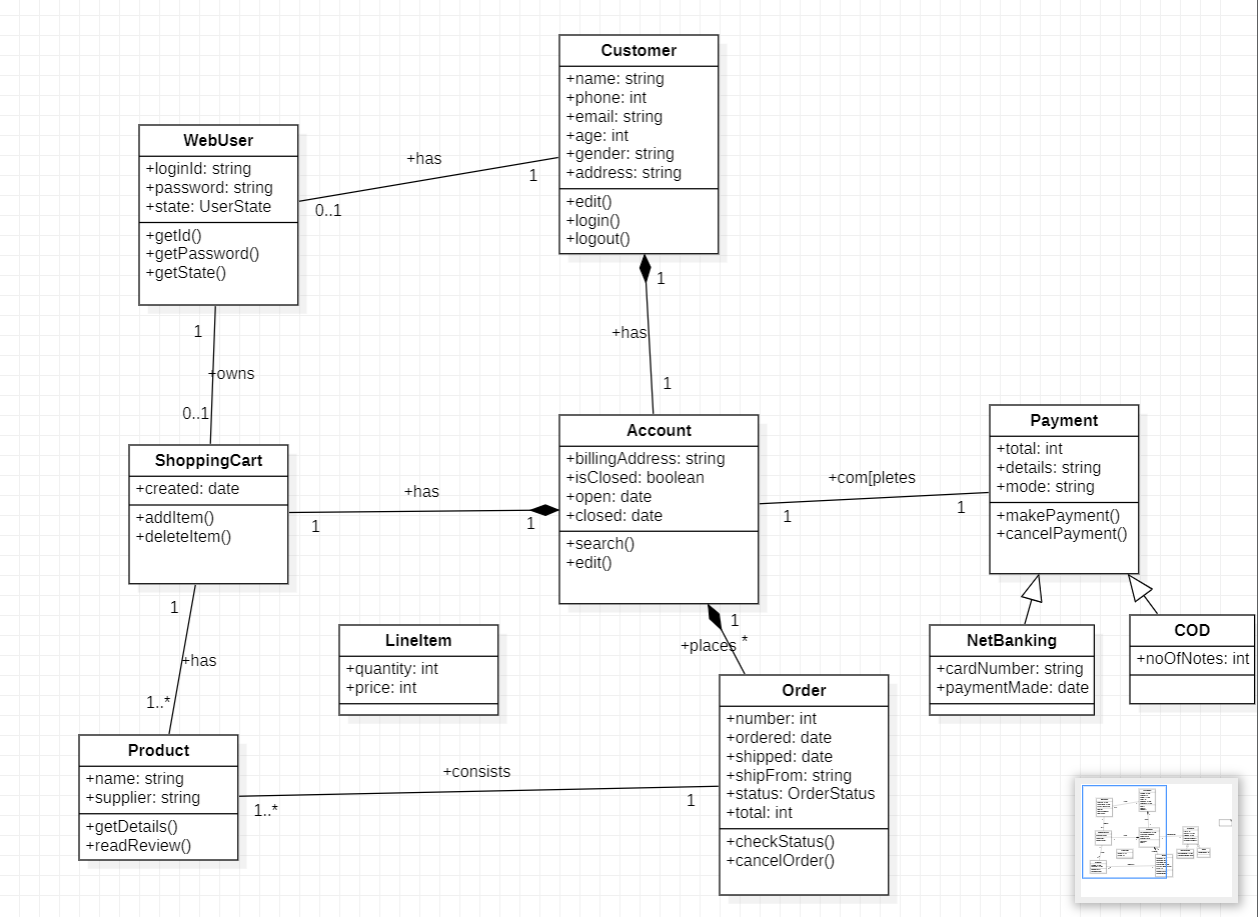 Customer
+name: string
+phone: int
+email: string
+age: int
+gender: string
+address: string
+edit()
+login()
+logout()
WebUser
+loginId: string
+password: string
+state: UserState
+getId()
+getPassword()
+getState()
+has
1
0..1
1
+has
1
1
+owns
0..1
ShoppingCart
+created: date
+addItem()
+deleteItem()
+has
1
1
Account
+billingAddress: string
+isClosed: boolean
+open: date
+closed: date
+search()
+edit()
+com[pletes
1
1
Payment
+total: int
+details: string
+mode: string
+makePayment()
+cancelPayment()
1
+has
1..*
LineItem
+quantity: int
+price: int
1
+places
*
NetBanking
+cardNumber: string
+paymentMade: date
COD
+noOfNotes: int
Product
+name: string
+supplier: string
+getDetails()
+readReview()
+consists
1..*
1
Order
+number: int
+ordered: date
+shipped: date
+shipFrom: string
+status: OrderStatus
+total: int
+checkStatus()
+cancelOrder()